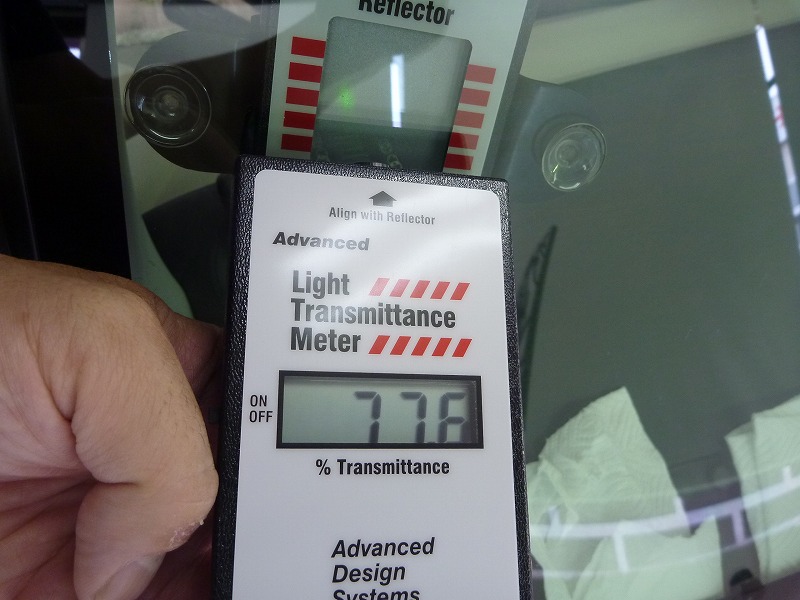 Reflector
Align with Reflector
Advanced
Light
Transmittance
Meter
ON
OFF
77.6
% Transmittance
Advanced
Design
Systems